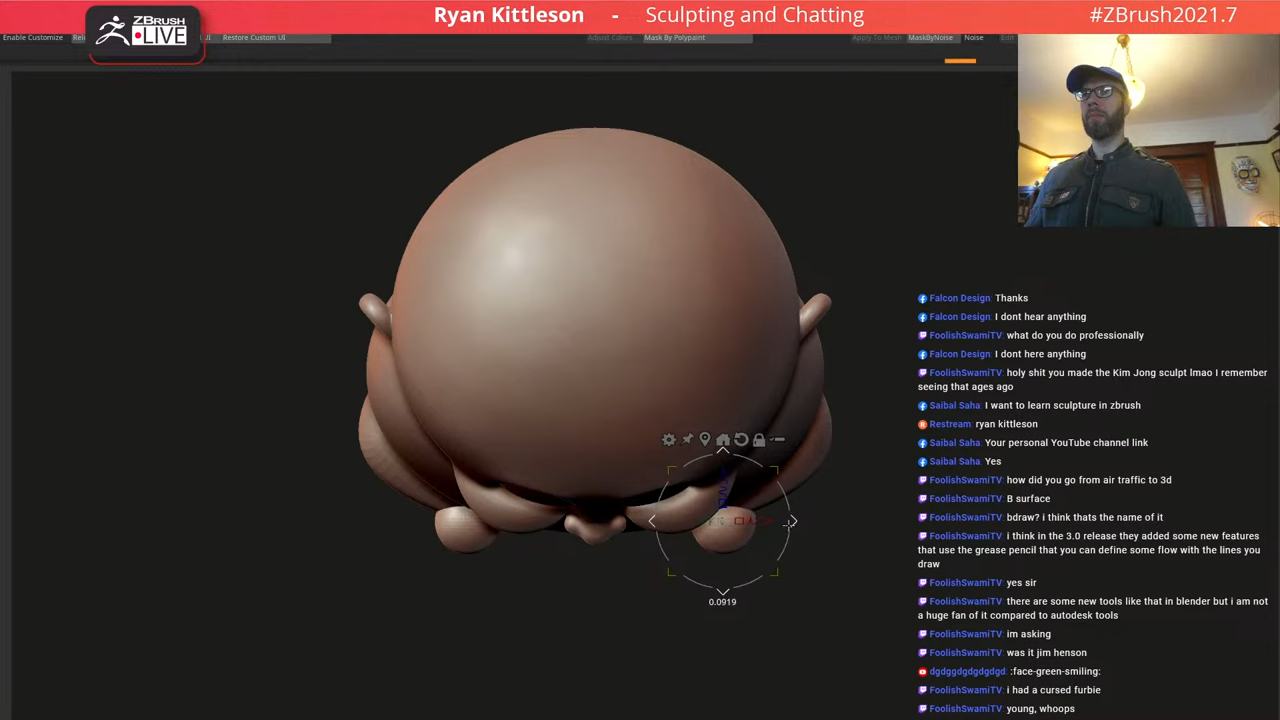 Ryan Kittleson - Sculpting and Chatting #ZBrush2021.7
ZBRUSH
LIVE
Enable Customize Restore Custom UI Adjust Colors Mask By Polypaint Apply To Mesh MaskByNoise Noise Edit
Falcon Design: Thanks
Falcon Design: I dont hear anything
FoolishSwamiTV: what do you do professionally
Falcon Design: I dont here anything
FoolishSwamiTV: holy shit you made the Kim Jong sculpt lmao I remember
seeing that ages ago
Saibal Saha: I want to learn sculpture in zbrush
Restream: ryan kittleson
Saibal Saha: Your personal YouTube channel link
Saibal Saha: Yes
FoolishSwamiTV: how did you go from air traffic to 3d
FoolishSwamiTV: B surface
FoolishSwamiTV: bdraw? i think thats the name of it
FoolishSwamiTV: i think in the 3.0 release they added some new features
that use the grease pencil that you can define some flow with the lines you
draw
FoolishSwamiTV: yes sir
FoolishSwamiTV: there are some new tools like that in blender but i am not
a huge fan of it compared to autodesk tools
FoolishSwamiTV: im asking
FoolishSwamiTV: was it jim henson
dgdggdgdgdgdgd: :face-green-smiling:
FoolishSwamiTV: i had a cursed furbie
FoolishSwamiTV: young, whoops
0.0919